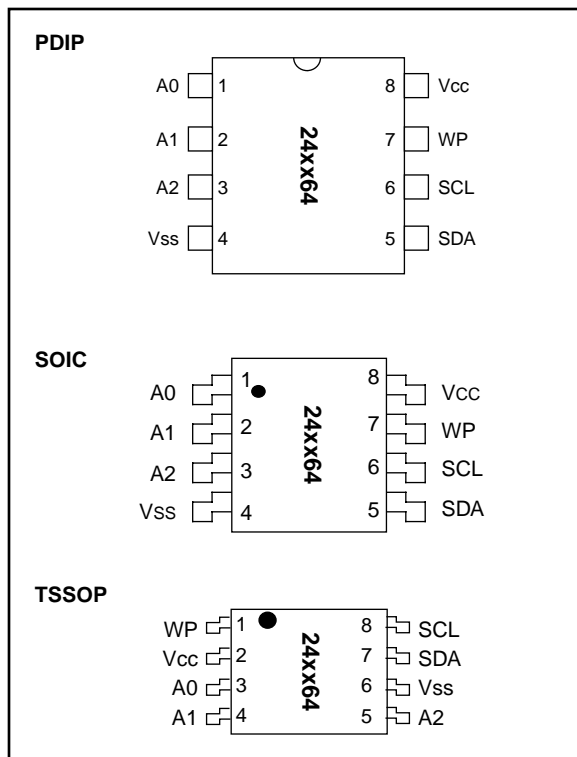 PDIP
A0 1 8 Vcc
A1 2 7 WP
A2 3 6 SCL
Vss 4 5 SDA
24xx64
SOIC
A0 1 8 Vcc
A1 2 7 WP
A2 3 6 SCL
Vss 4 5 SDA
24xx64
TSSOP
WP 1 8 SCL
Vcc 2 7 SDA
A0 3 6 Vss
A1 4 5 A2
24xx64